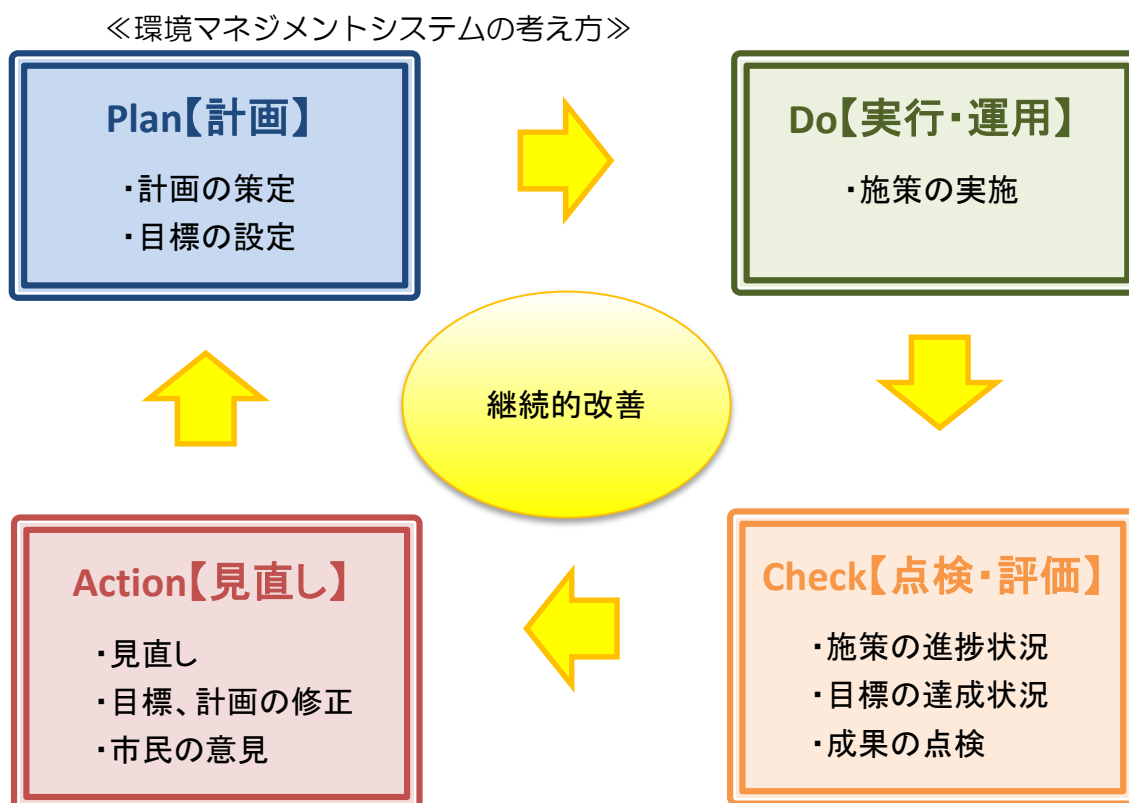 ≪環境マネジメントシステムの考え方≫
Plan【計画】
・計画の策定
・目標の設定
Do【実行・運用】
・施策の実施
継続的改善
Action【見直し】
・見直し
・目標、計画の修正
・市民の意見
Check【点検・評価】
・施策の進捗状況
・目標の達成状況
・成果の点検